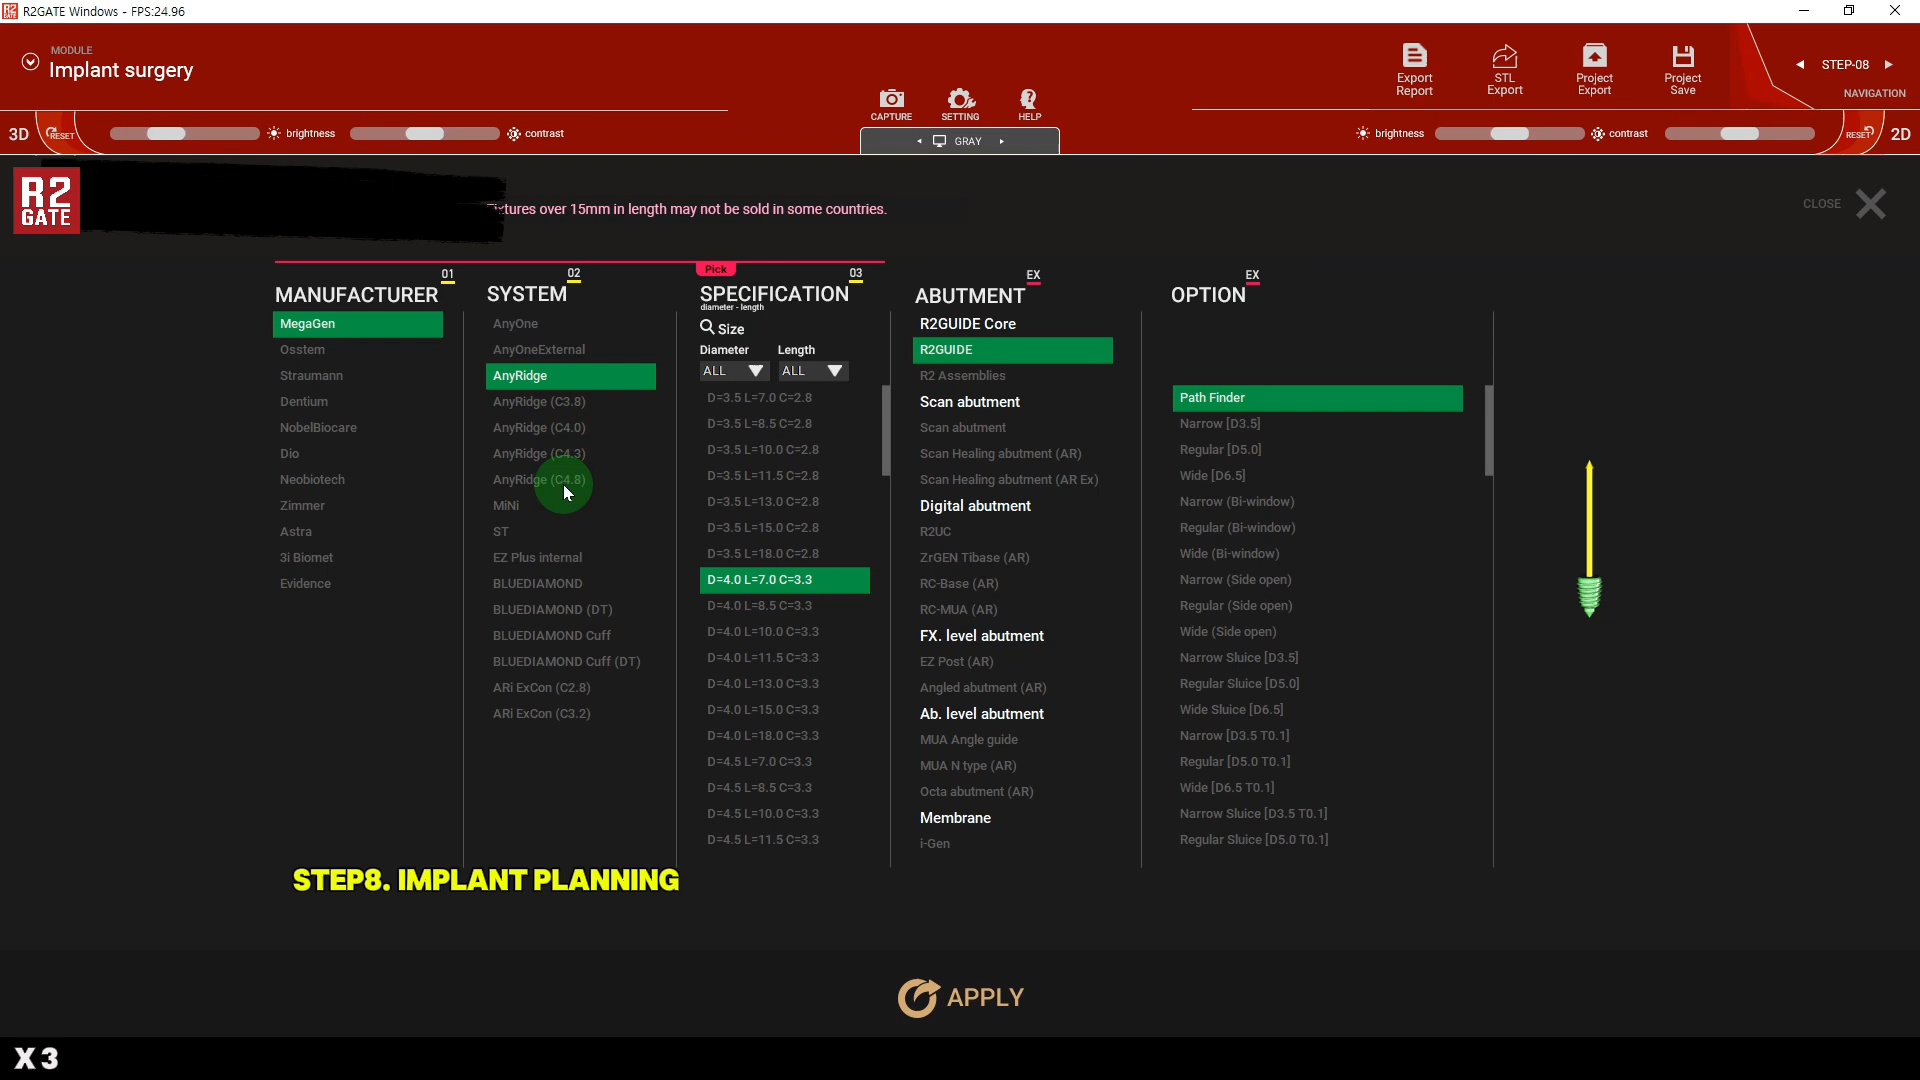 R2GATE Windows - FPS:24.96
MODULE
Implant surgery
CAPTURE
SETTING
HELP
Export Report
STL Export
Project Export
Project Save
STEP-08
NAVIGATION
3D
RESET
brightness
contrast
GRAY
brightness
contrast
RESET
2D
R2
GATE
over 15mm in length may not be sold in some countries.
CLOSE
01
MANUFACTURER
MegaGen
Osstem
Straumann
Dentium
NobelBiocare
Dio
Neobiotech
Zimmer
Astra
3i Biomet
Evidence
02
SYSTEM
AnyOne
AnyOneExternal
AnyRidge
AnyRidge (C3.8)
AnyRidge (C4.0)
AnyRidge (C4.3)
AnyRidge (C4.8)
MiNi
ST
EZ Plus internal
BLUEDIAMOND
BLUEDIAMOND (DT)
BLUEDIAMOND Cuff
BLUEDIAMOND Cuff (DT)
ARi ExCon (C2.8)
ARi ExCon (C3.2)
Pick
03
SPECIFICATION
diameter - length
Size
Diameter Length
ALL ALL
D=3.5 L=7.0 C=2.8
D=3.5 L=8.5 C=2.8
D=3.5 L=10.0 C=2.8
D=3.5 L=11.5 C=2.8
D=3.5 L=13.0 C=2.8
D=3.5 L=15.0 C=2.8
D=3.5 L=18.0 C=2.8
D=4.0 L=7.0 C=3.3
D=4.0 L=8.5 C=3.3
D=4.0 L=10.0 C=3.3
D=4.0 L=11.5 C=3.3
D=4.0 L=13.0 C=3.3
D=4.0 L=15.0 C=3.3
D=4.0 L=18.0 C=3.3
D=4.5 L=7.0 C=3.3
D=4.5 L=8.5 C=3.3
D=4.5 L=10.0 C=3.3
D=4.5 L=11.5 C=3.3
EX
ABUTMENT
R2GUIDE Core
R2GUIDE
R2 Assemblies
Scan abutment
Scan abutment
Scan Healing abutment (AR)
Scan Healing abutment (AR Ex)
Digital abutment
R2UC
ZrGEN Tibase (AR)
RC-Base (AR)
RC-MUA (AR)
FX. level abutment
EZ Post (AR)
Angled abutment (AR)
Ab. level abutment
MUA Angle guide
MUA N type (AR)
Octa abutment (AR)
Membrane
i-Gen
EX
OPTION
Path Finder
Narrow [D3.5]
Regular [D5.0]
Wide [D6.5]
Narrow (Bi-window)
Regular (Bi-window)
Wide (Bi-window)
Narrow (Side open)
Regular (Side open)
Wide (Side open)
Narrow Sluice [D3.5]
Regular Sluice [D5.0]
Wide Sluice [D6.5]
Narrow [D3.5 T0.1]
Regular [D5.0 T0.1]
Wide [D6.5 T0.1]
Narrow Sluice [D3.5 T0.1]
Regular Sluice [D5.0 T0.1]
STEP8. IMPLANT PLANNING
APPLY
X 3